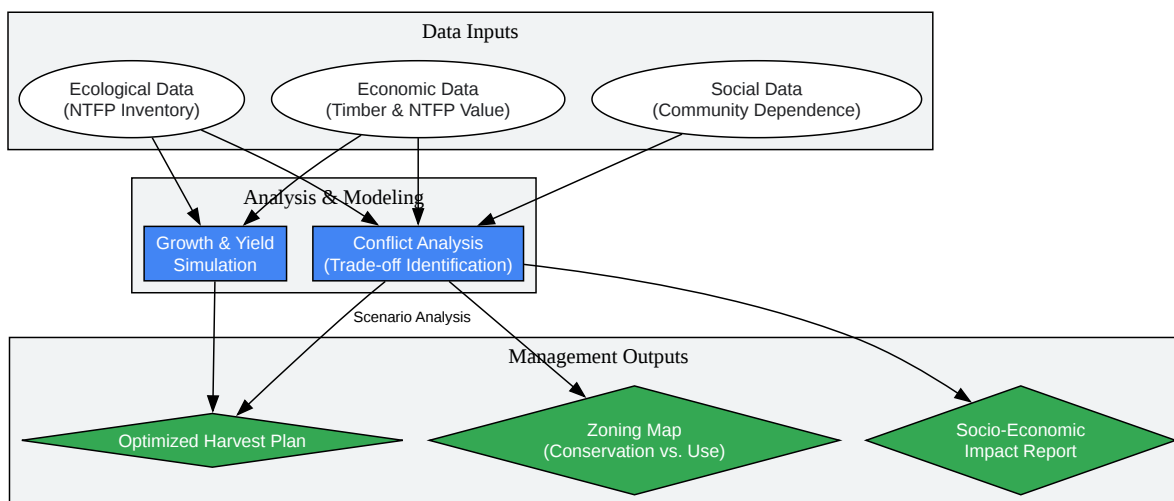 Data Inputs
Ecological Data
(NTFP Inventory)
Economic Data
(Timber & NTFP Value)
Social Data
(Community Dependence)
Analysis & Modeling
Growth & Yield
Simulation
Conflict Analysis
(Trade-off Identification)
Scenario Analysis
Management Outputs
Optimized Harvest Plan
Zoning Map
(Conservation vs. Use)
Socio-Economic
Impact Report